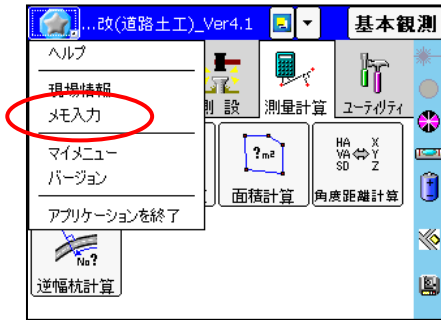 ...改(道路土工)_Ver4.1
基本観測
ヘルプ
現場情報
メモ入力
マイメニュー
バージョン
アプリケーションを終了
設
測量計算
ユーティリティ
?m2
面積計算
HA X
VA ⇔ Y
SD Z
角度距離計算
No?
逆幅杭計算